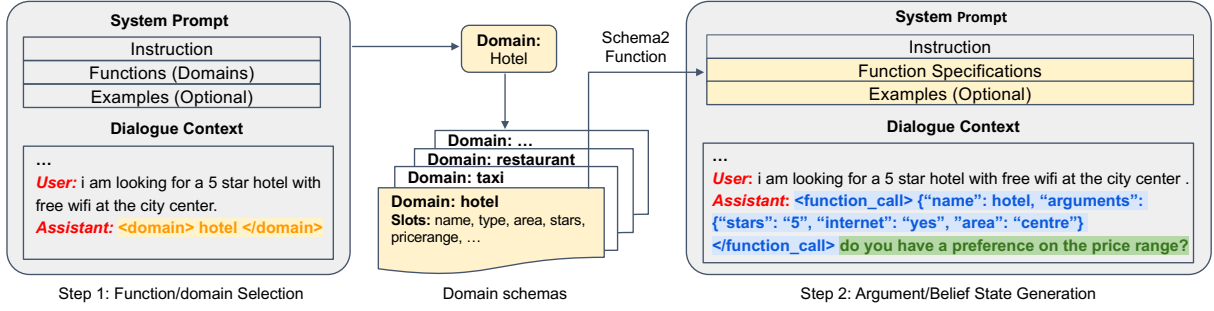 System Prompt
Instruction
Functions (Domains)
Examples (Optional)
Dialogue Context
...
User: i am looking for a 5 star hotel with
free wifi at the city center.
Assistant: <domain> hotel </domain>
Step 1: Function/domain Selection
Domain:
Hotel
Domain: ...
Domain: restaurant
Domain: taxi
Domain: hotel
Slots: name, type, area, stars,
pricerange, ...
Domain schemas
Schema2
Function
System Prompt
Instruction
Function Specifications
Examples (Optional)
Dialogue Context
...
User: i am looking for a 5 star hotel with free wifi at the city center .
Assistant: <function_call> {“name”: hotel, “arguments”:
{“stars”: “5”, “internet”: “yes”, ”area”: “centre”}
</function_call> do you have a preference on the price range?
Step 2: Argument/Belief State Generation